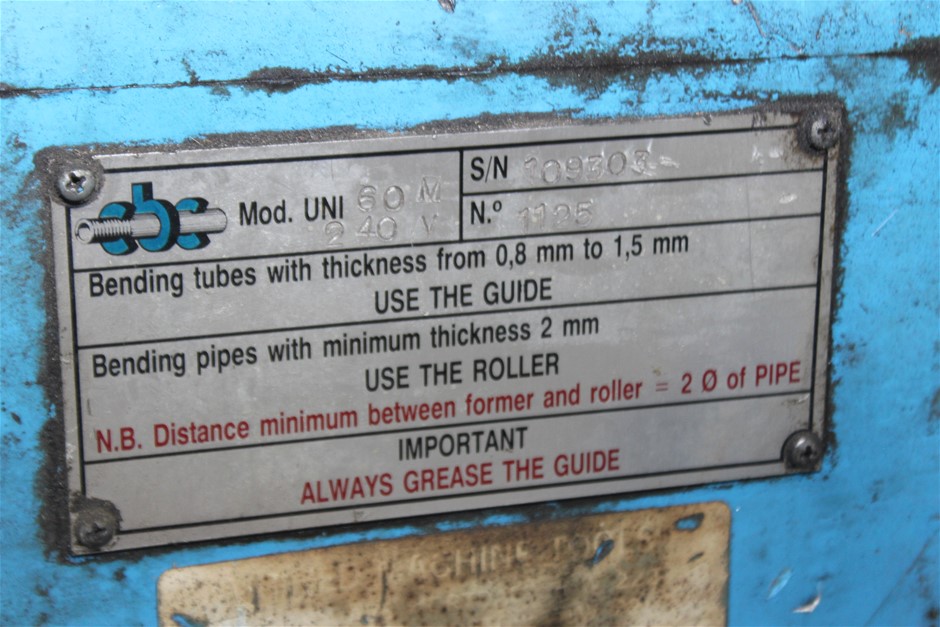 cbc
Mod. UNI 60 M
240 V
S/N 109303
N.º 1125
Bending tubes with thickness from 0,8 mm to 1,5 mm
USE THE GUIDE
Bending pipes with minimum thickness 2 mm
USE THE ROLLER
N.B. Distance minimum between former and roller = 2 Ø of PIPE
IMPORTANT
ALWAYS GREASE THE GUIDE
MACHINE